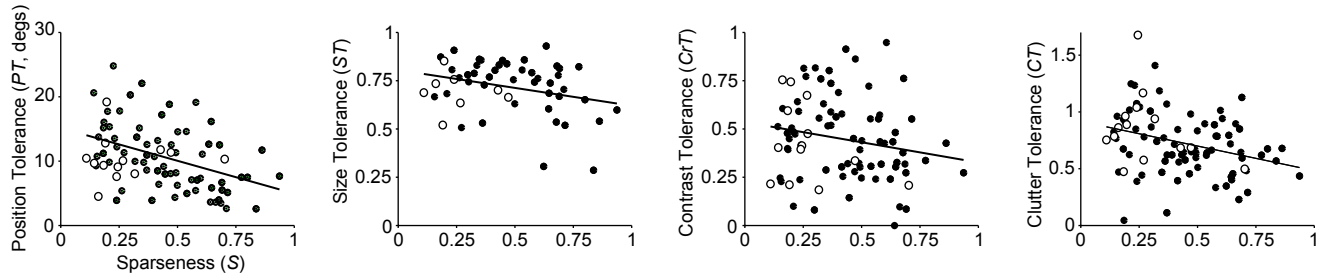 Position Tolerance (PT, degs)
30
20
10
0
0 0.25 0.5 0.75 1
Sparseness (S)
Size Tolerance (ST)
1
0.75
0.5
0.25
0
0 0.25 0.5 0.75 1
Contrast Tolerance (CrT)
1
0.75
0.5
0.25
0
0 0.25 0.5 0.75 1
Clutter Tolerance (CT)
1.5
1
0.5
0
0 0.25 0.5 0.75 1